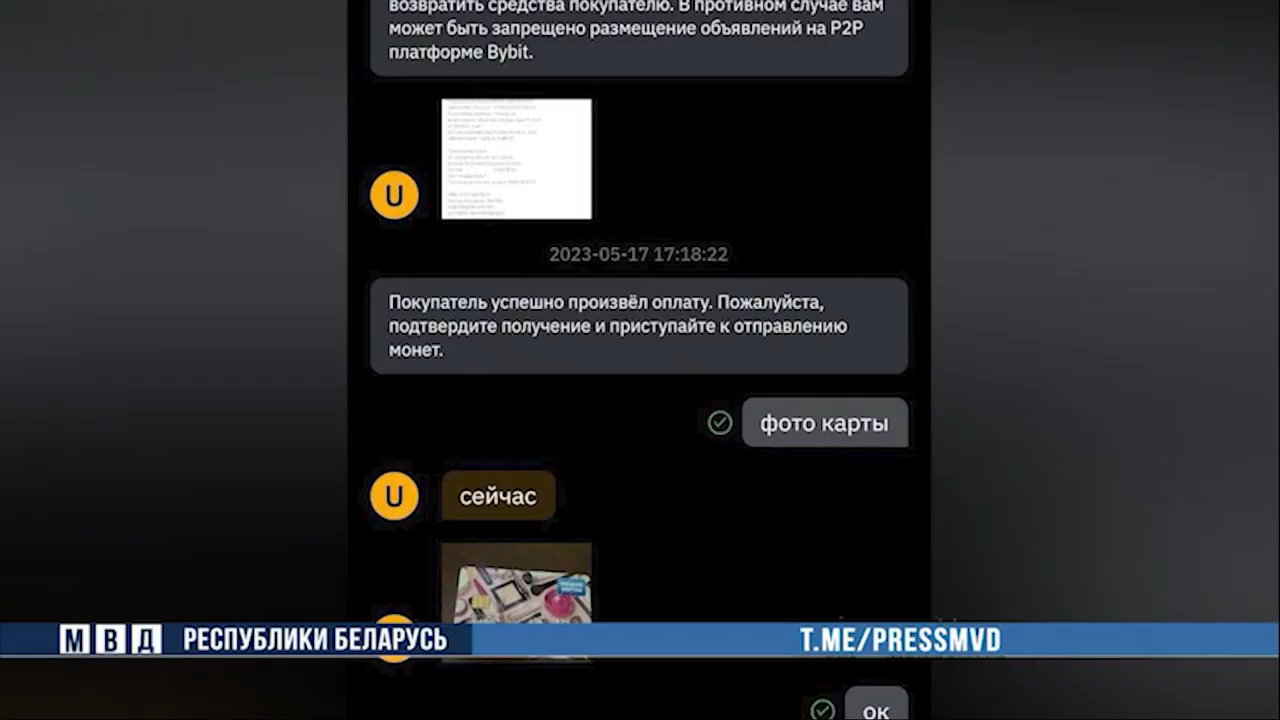 возвратить средства покупателю. В противном случае вам
может быть запрещено размещение объявлений на P2P
платформе Bybit.
U
2023-05-17 17:18:22
Покупатель успешно произвёл оплату. Пожалуйста,
подтвердите получение и приступайте к отправлению
монет.
фото карты
U
сейчас
МВД РЕСПУБЛИКИ БЕЛАРУСЬ
T.ME/PRESSMVD
ок